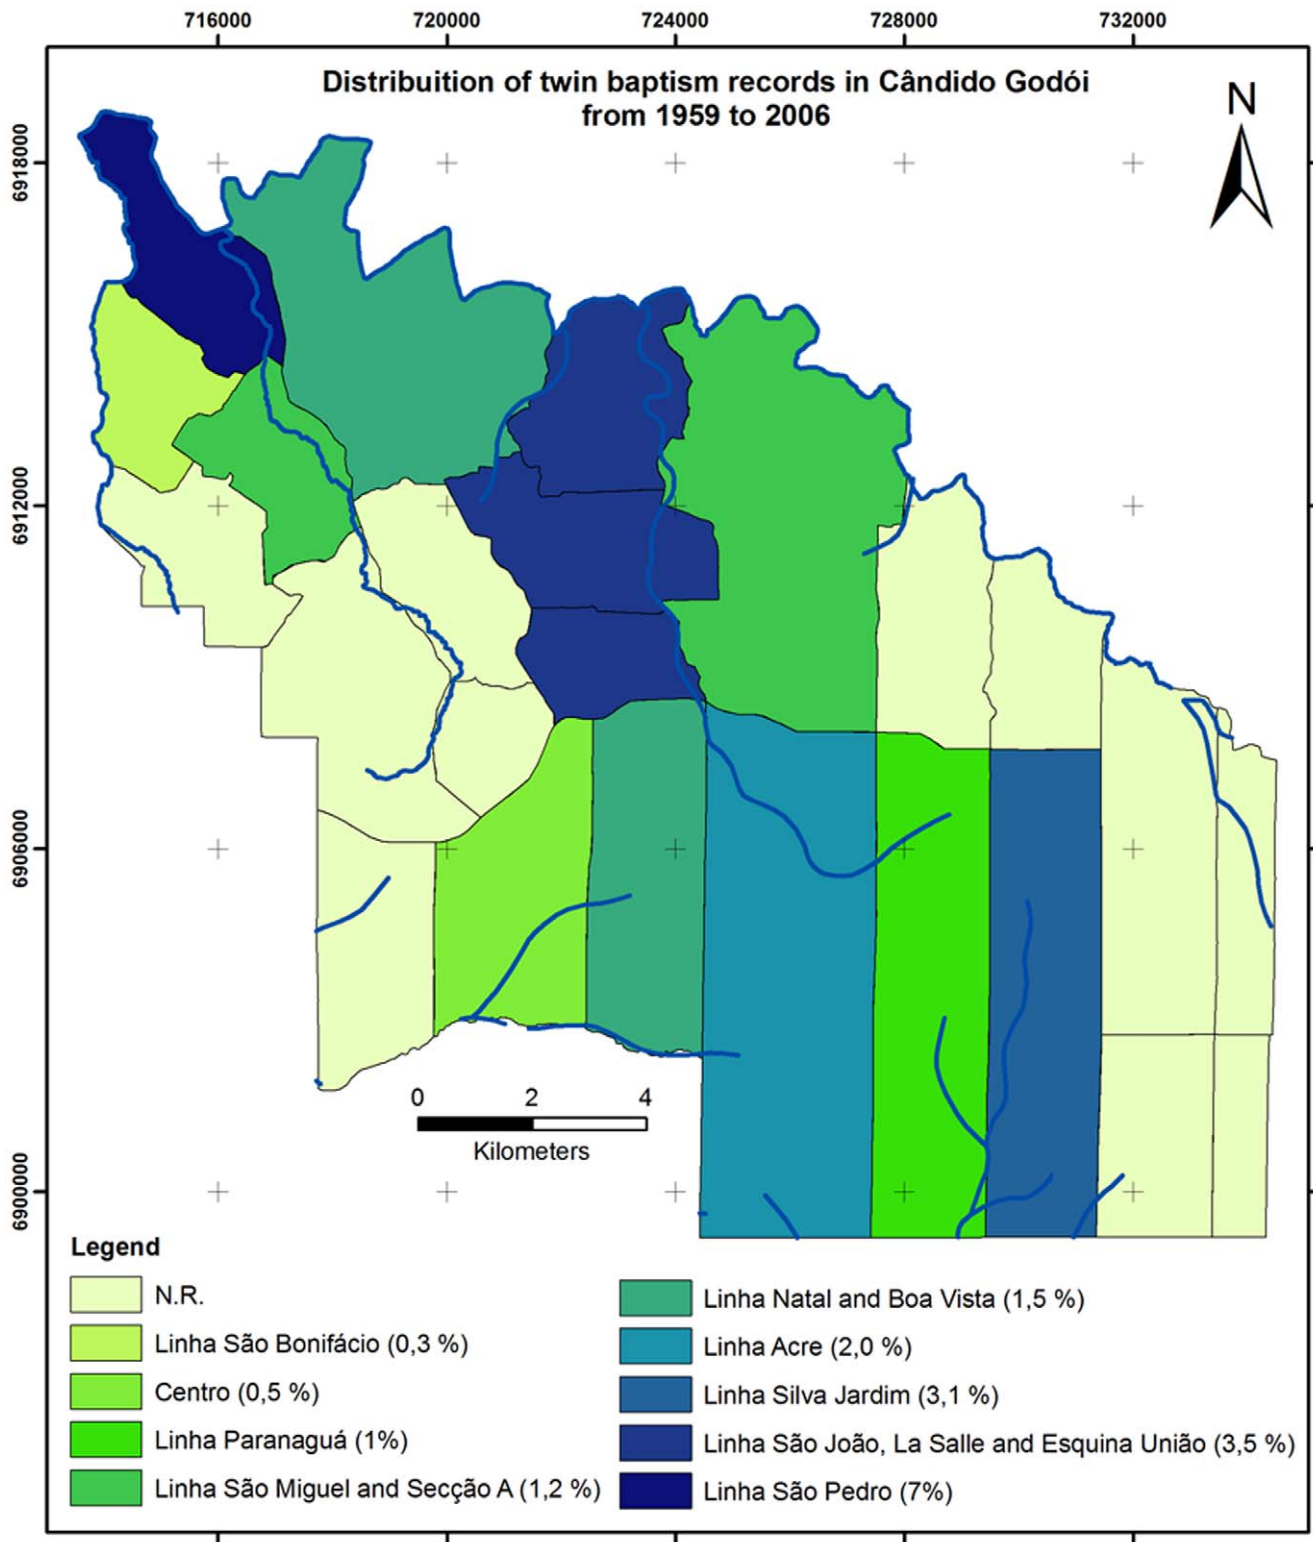 716000 720000 724000 728000 732000
Distribuition of twin baptism records in Cândido Godói
from 1959 to 2006
N
6918000
6912000
6906000
6900000
0 2 4
Kilometers
Legend
N.R.
Linha São Bonifácio (0,3 %)
Centro (0,5 %)
Linha Paranaguá (1%)
Linha São Miguel and Secção A (1,2 %)
Linha Natal and Boa Vista (1,5 %)
Linha Acre (2,0 %)
Linha Silva Jardim (3,1 %)
Linha São João, La Salle and Esquina União (3,5 %)
Linha São Pedro (7%)